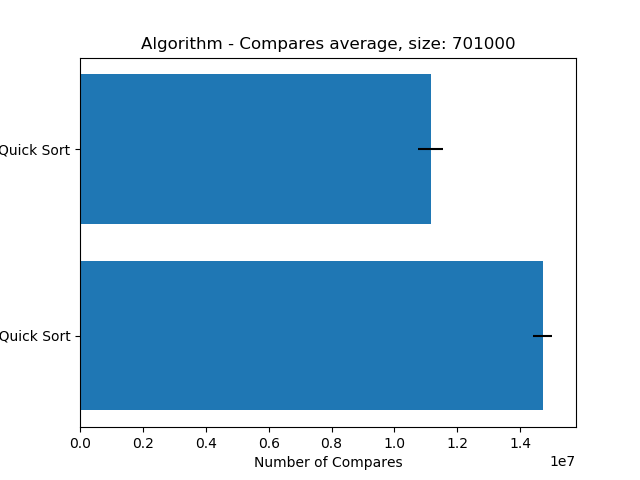 Algorithm - Compares average, size: 701000
Quick Sort
Quick Sort
0.0 0.2 0.4 0.6 0.8 1.0 1.2 1.4
1e7
Number of Compares